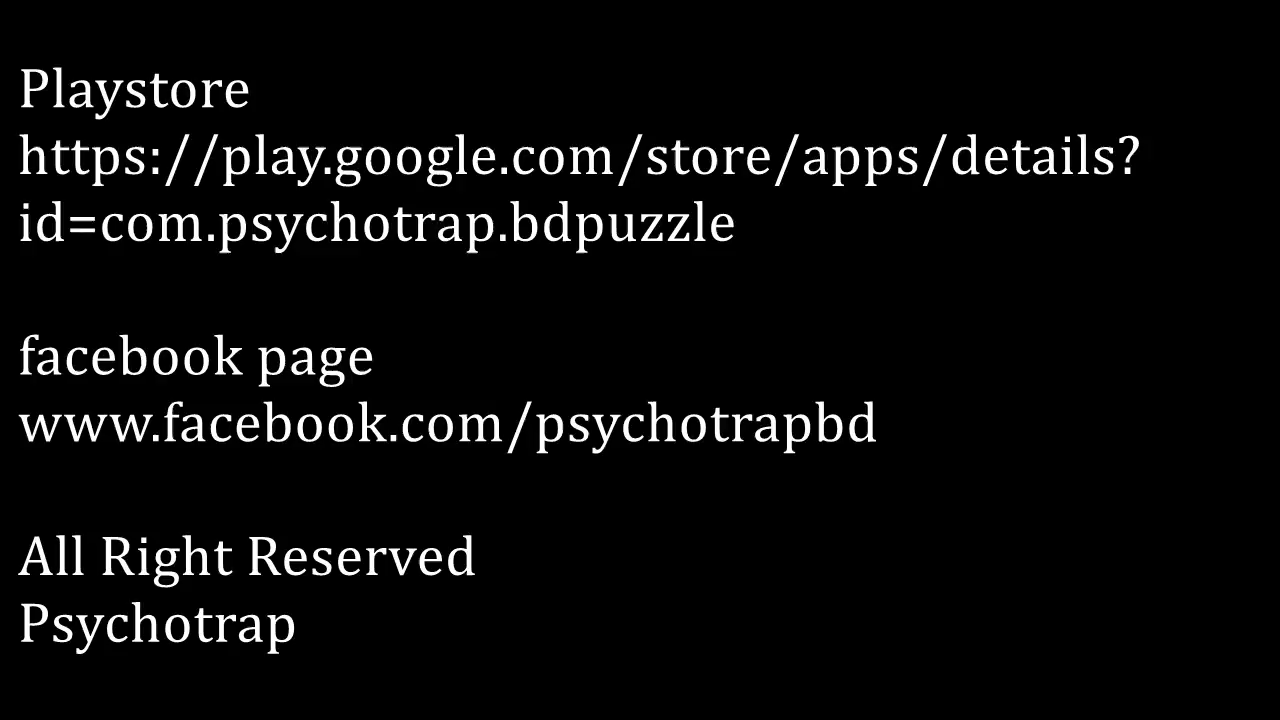 Playstore
https://play.google.com/store/apps/details?
id=com.psychotrap.bdpuzzle
facebook page
www.facebook.com/psychotrapbd
All Right Reserved
Psychotrap